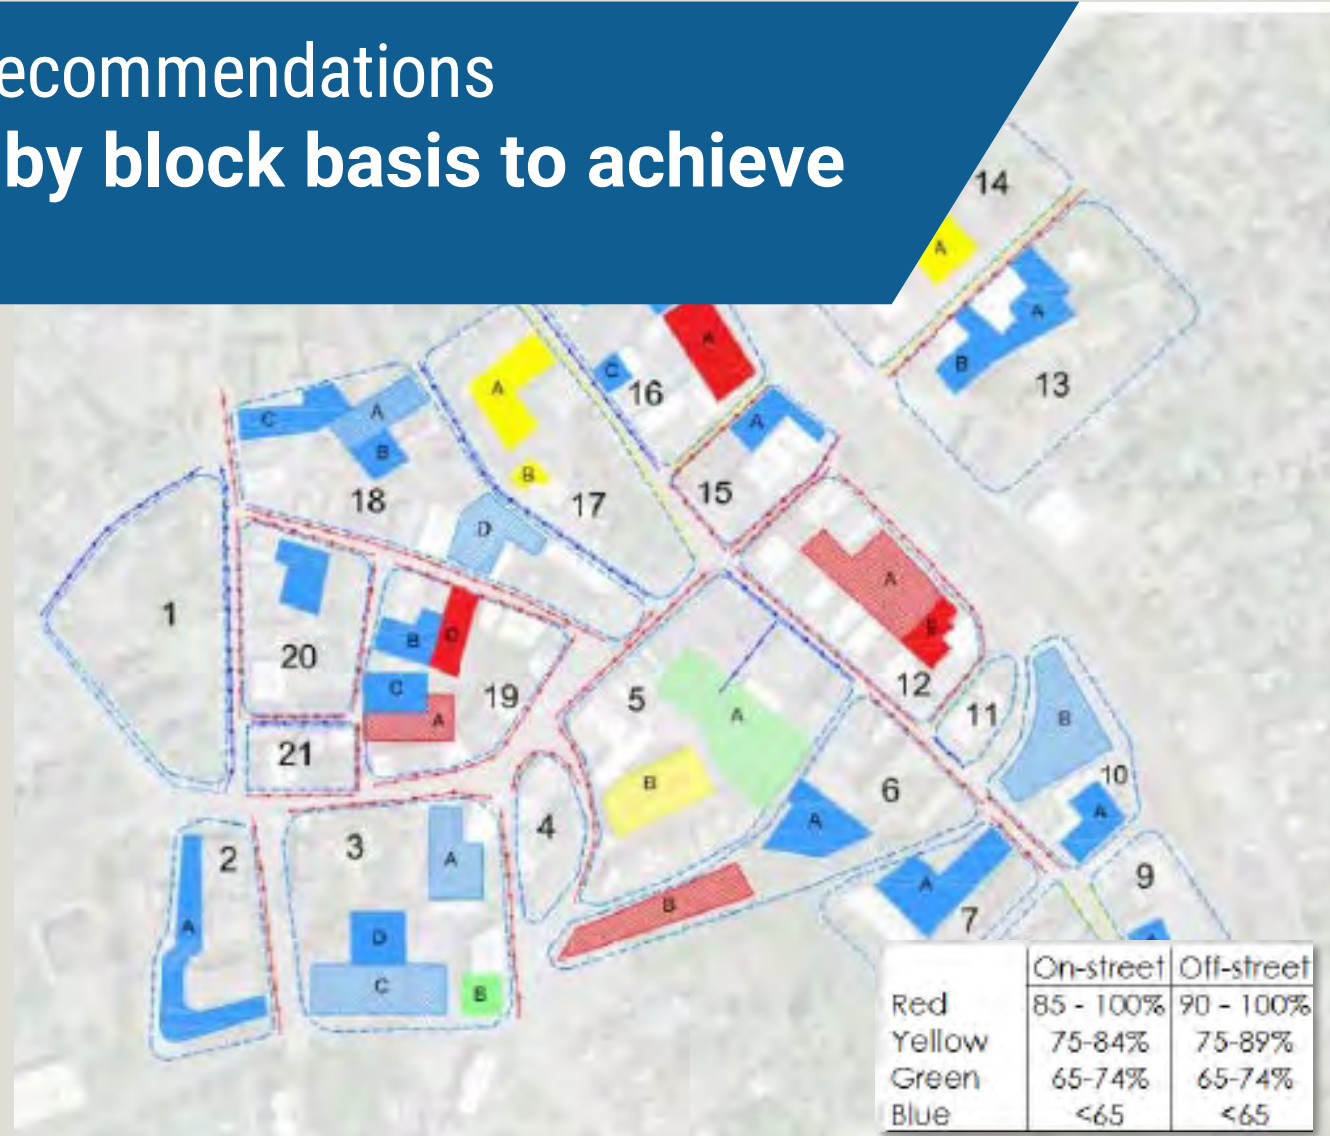 ecommendations
by block basis to achieve
14
A
A
B
13
A
C
16
A
15
A
B
17
C
A
B
18
D
1
20
B
D
C
19
A
21
5
A
B
A
12
11
B
10
A
6
A
4
3
A
2
A
D
C
B
B
A
7
9
On-street Off-street
Red 85 - 100% 90 - 100%
Yellow 75-84% 75-89%
Green 65-74% 65-74%
Blue <65 <65